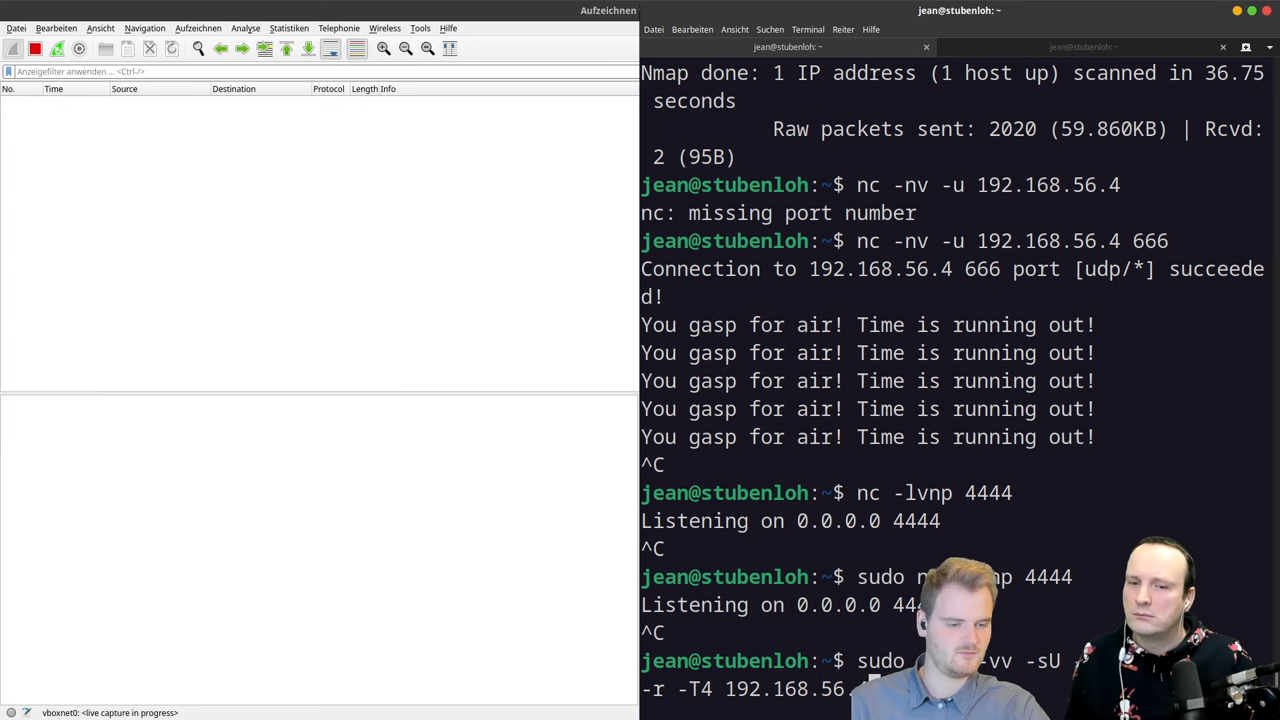 Aufzeichnen
jean@stubenloh: ~
Datei Bearbeiten Ansicht Navigation Aufzeichnen Analyse Statistiken Telephonie Wireless Tools Hilfe
Datei Bearbeiten Ansicht Suchen Terminal Reiter Hilfe
jean@stubenloh: ~
jean@stubenloh: ~
Anzeigefilter anwenden ... <Ctrl-/>
No. Time Source Destination Protocol Length Info
Nmap done: 1 IP address (1 host up) scanned in 36.75
seconds
Raw packets sent: 2020 (59.860KB) | Rcvd:
2 (95B)
jean@stubenloh:~$ nc -nv -u 192.168.56.4
nc: missing port number
jean@stubenloh:~$ nc -nv -u 192.168.56.4 666
Connection to 192.168.56.4 666 port [udp/*] succeede
d!
You gasp for air! Time is running out!
You gasp for air! Time is running out!
You gasp for air! Time is running out!
You gasp for air! Time is running out!
You gasp for air! Time is running out!
^C
jean@stubenloh:~$ nc -lvnp 4444
Listening on 0.0.0.0 4444
^C
jean@stubenloh:~$ sudo 4444
Listening on 0.0.0.0
^C
jean@stubenloh:~$ sudo -vv -sU
-r -T4 192.168.56.
vboxnet0: <live capture in progress>